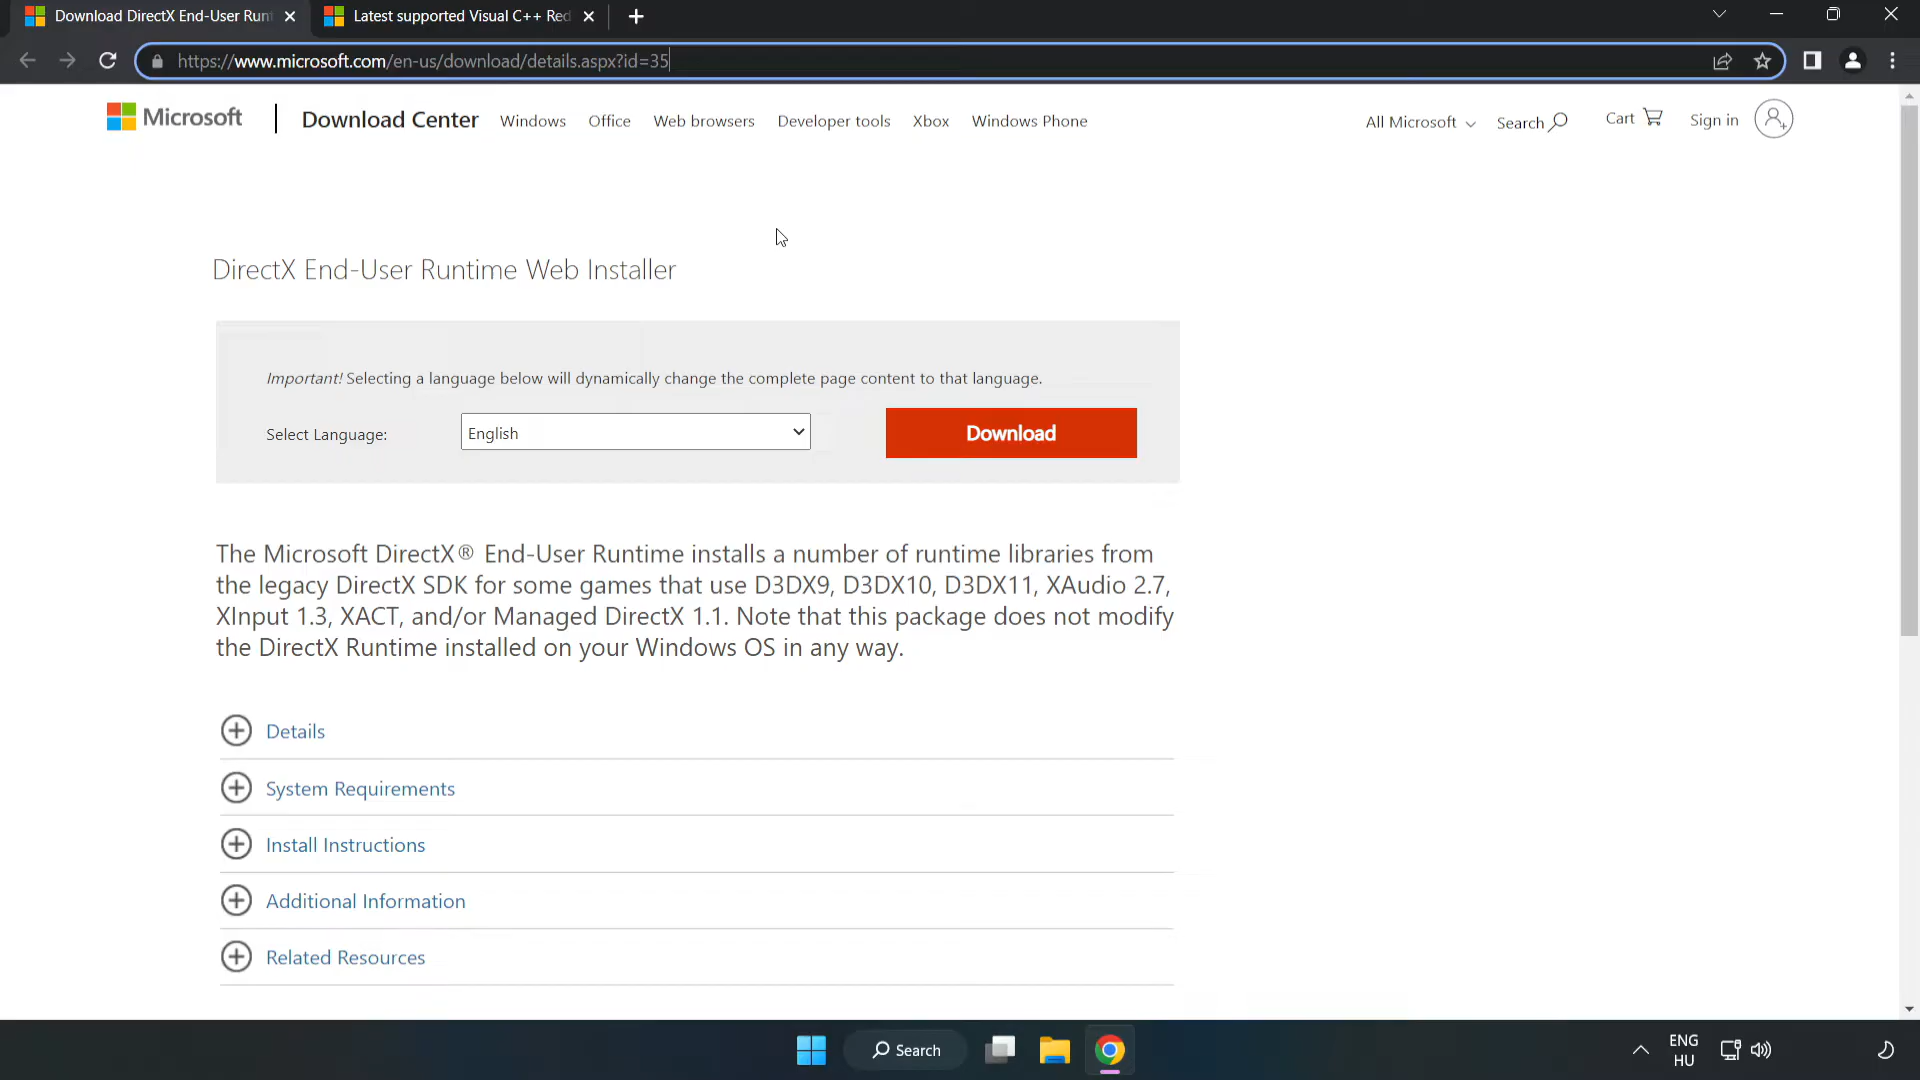 Download DirectX End-User Runt
Latest supported Visual C++ Red
https://www.microsoft.com/en-us/download/details.aspx?id=35
Microsoft
Download Center
Windows
Office
Web browsers
Developer tools
Xbox
Windows Phone
All Microsoft
Search
Cart
Sign in
DirectX End-User Runtime Web Installer
Important! Selecting a language below will dynamically change the complete page content to that language.
Select Language:
English
Download
The Microsoft DirectX® End-User Runtime installs a number of runtime libraries from
the legacy DirectX SDK for some games that use D3DX9, D3DX10, D3DX11, XAudio 2.7,
XInput 1.3, XACT, and/or Managed DirectX 1.1. Note that this package does not modify
the DirectX Runtime installed on your Windows OS in any way.
Details
System Requirements
Install Instructions
Additional Information
Related Resources
Search
ENG
HU